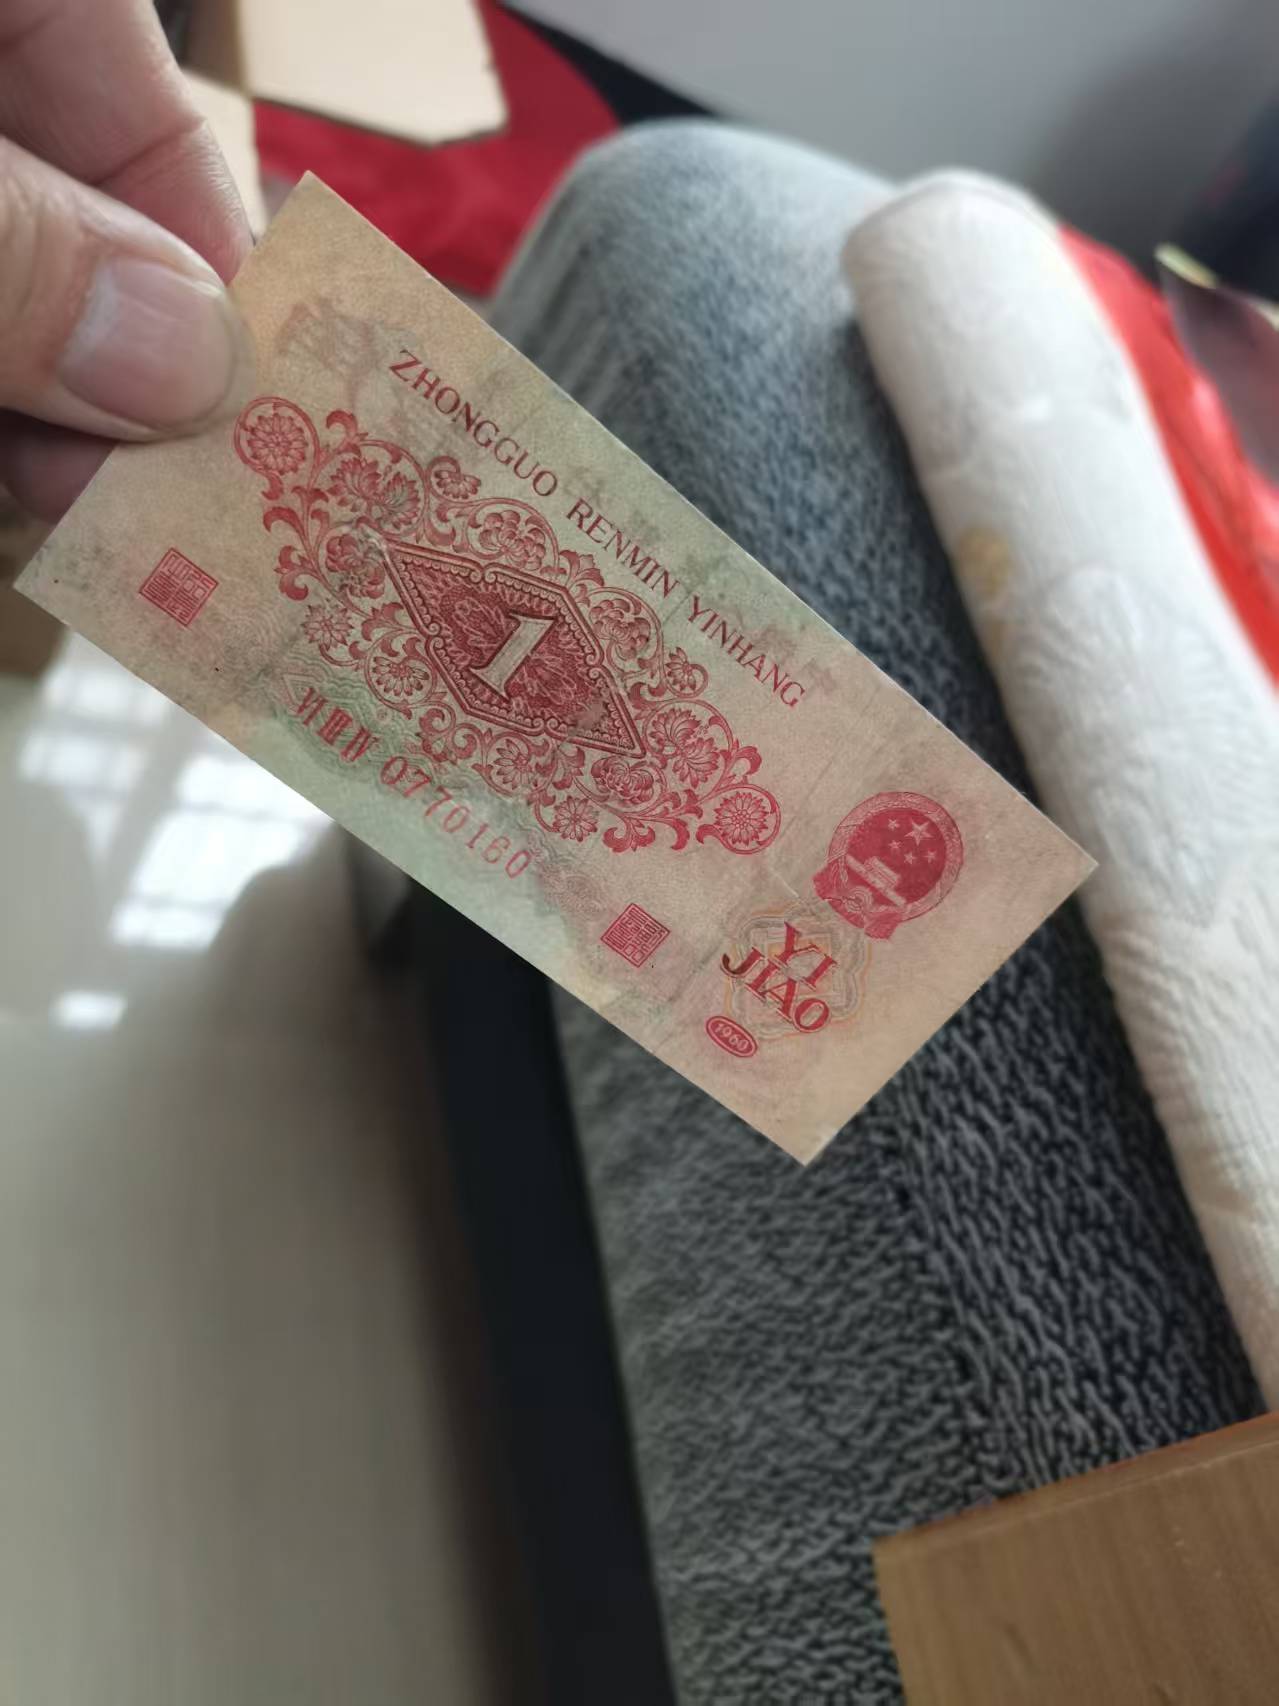 ZHONGGUO RENMIN YINHANG
1
VI III IV 0770160
YI
JIAO
1960